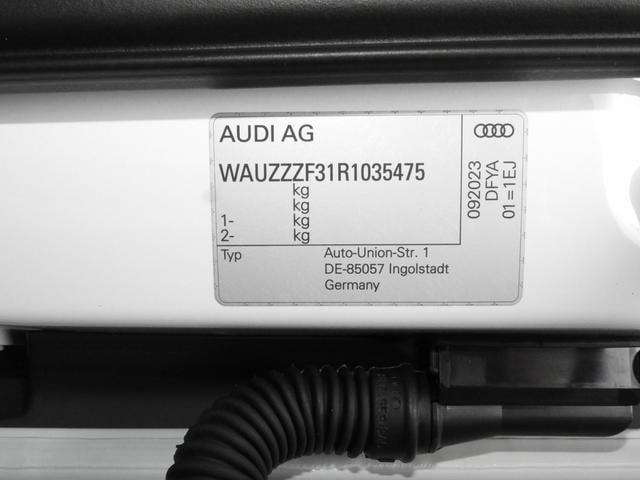 AUDI AG
WAUZZZF31R1035475
kg
kg
1- kg
2- kg
Typ
Auto-Union-Str. 1
DE-85057 Ingolstadt
Germany
092023
DFYA
01=1EJ